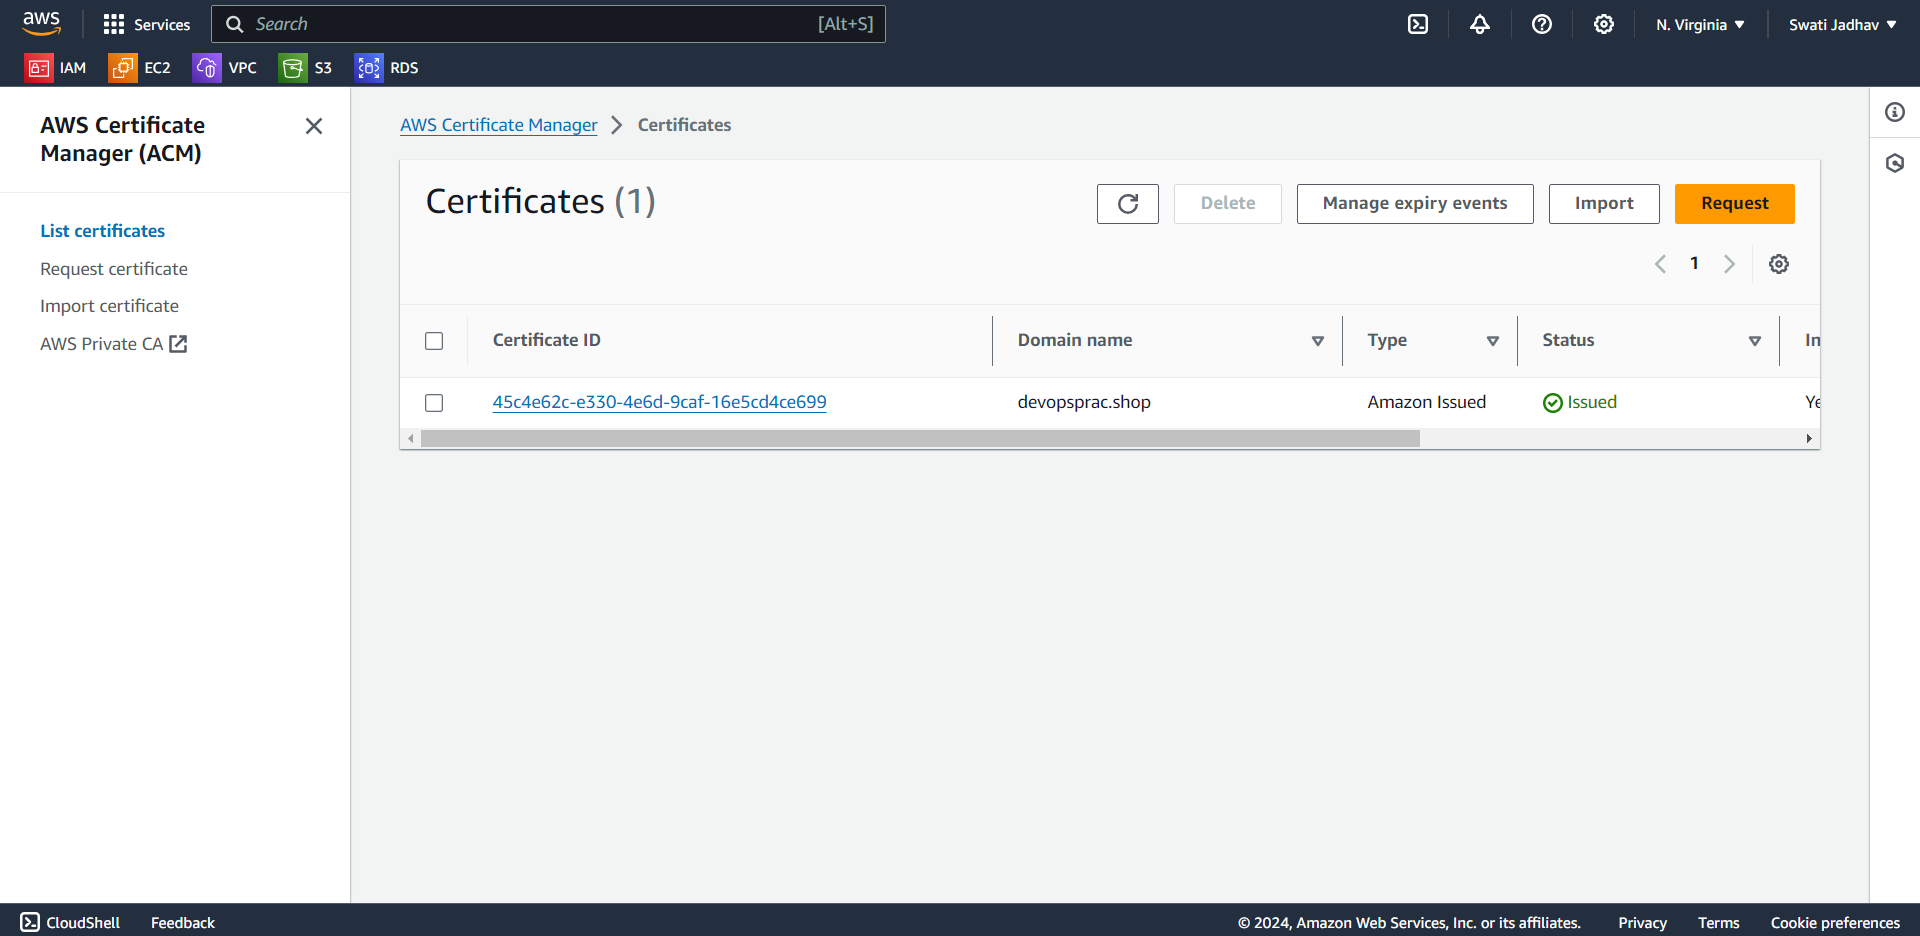 aws
Services
Search
[Alt+S]
N. Virginia
Swati Jadhav
IAM
EC2
VPC
S3
RDS
AWS Certificate
Manager (ACM)
List certificates
Request certificate
Import certificate
AWS Private CA
AWS Certificate Manager
Certificates
Certificates (1)
Delete
Manage expiry events
Import
Request
1
Certificate ID
Domain name
Type
Status
In
45c4e62c-e330-4e6d-9caf-16e5cd4ce699
devopsprac.shop
Amazon Issued
Issued
Ye
CloudShell
Feedback
© 2024, Amazon Web Services, Inc. or its affiliates.
Privacy
Terms
Cookie preferences